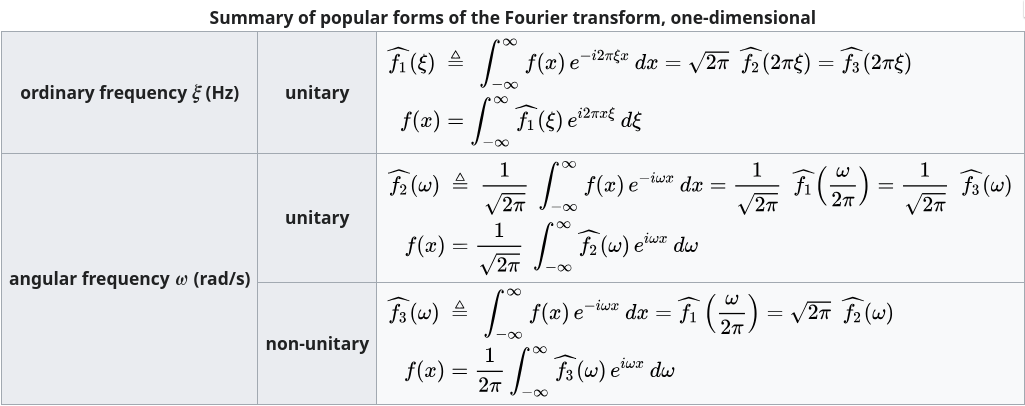 Summary of popular forms of the Fourier transform, one-dimensional
ordinary frequency ξ (Hz)
unitary
f̂₁(ξ) ≜ ∫_{−∞}^{∞} f(x) e^{−i2πξx} dx = √(2π) f̂₂(2πξ) = f̂₃(2πξ)
f(x) = ∫_{−∞}^{∞} f̂₁(ξ) e^{i2πxξ} dξ
angular frequency ω (rad/s)
unitary
f̂₂(ω) ≜ 1/√(2π) ∫_{−∞}^{∞} f(x) e^{−iωx} dx = 1/√(2π) f̂₁(ω/2π) = 1/√(2π) f̂₃(ω)
f(x) = 1/√(2π) ∫_{−∞}^{∞} f̂₂(ω) e^{iωx} dω
non-unitary
f̂₃(ω) ≜ ∫_{−∞}^{∞} f(x) e^{−iωx} dx = f̂₁(ω/2π) = √(2π) f̂₂(ω)
f(x) = 1/2π ∫_{−∞}^{∞} f̂₃(ω) e^{iωx} dω